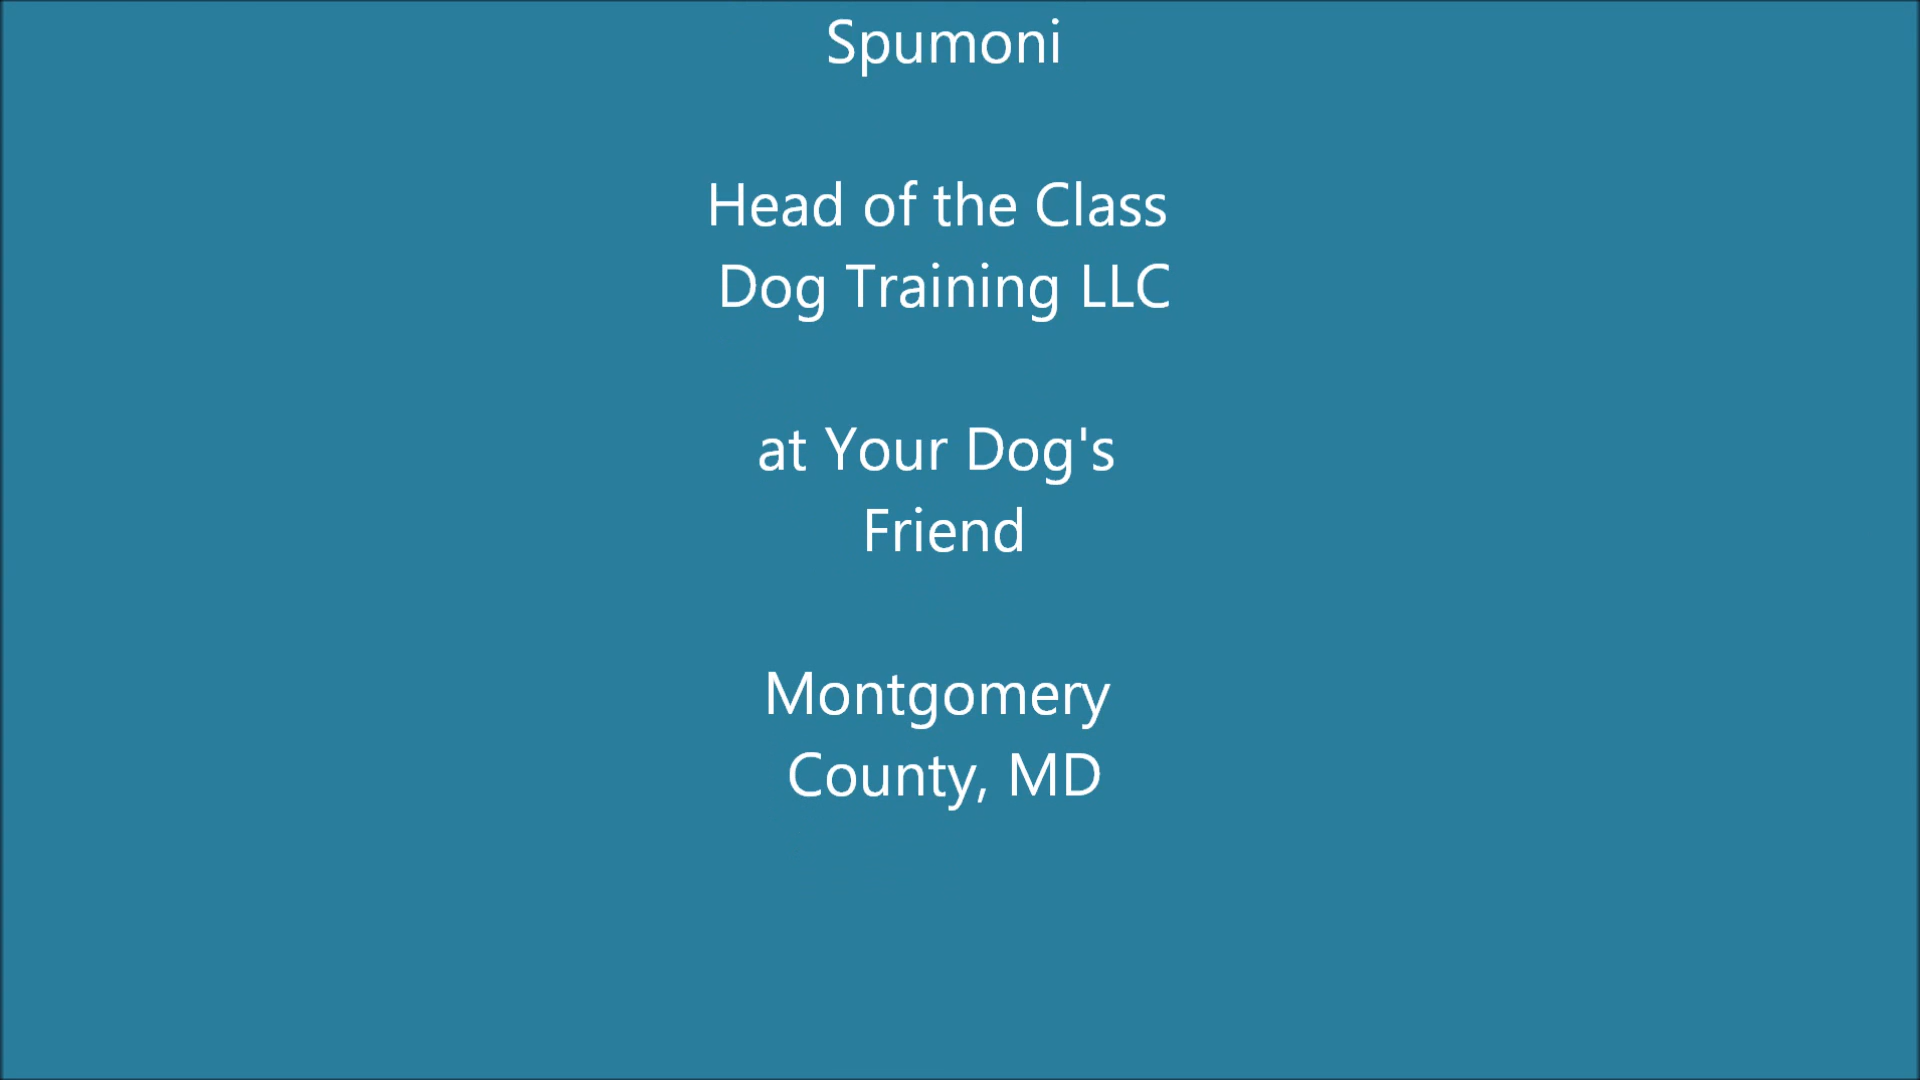 Spumoni
Head of the Class
Dog Training LLC
at Your Dog's
Friend
Montgomery
County, MD